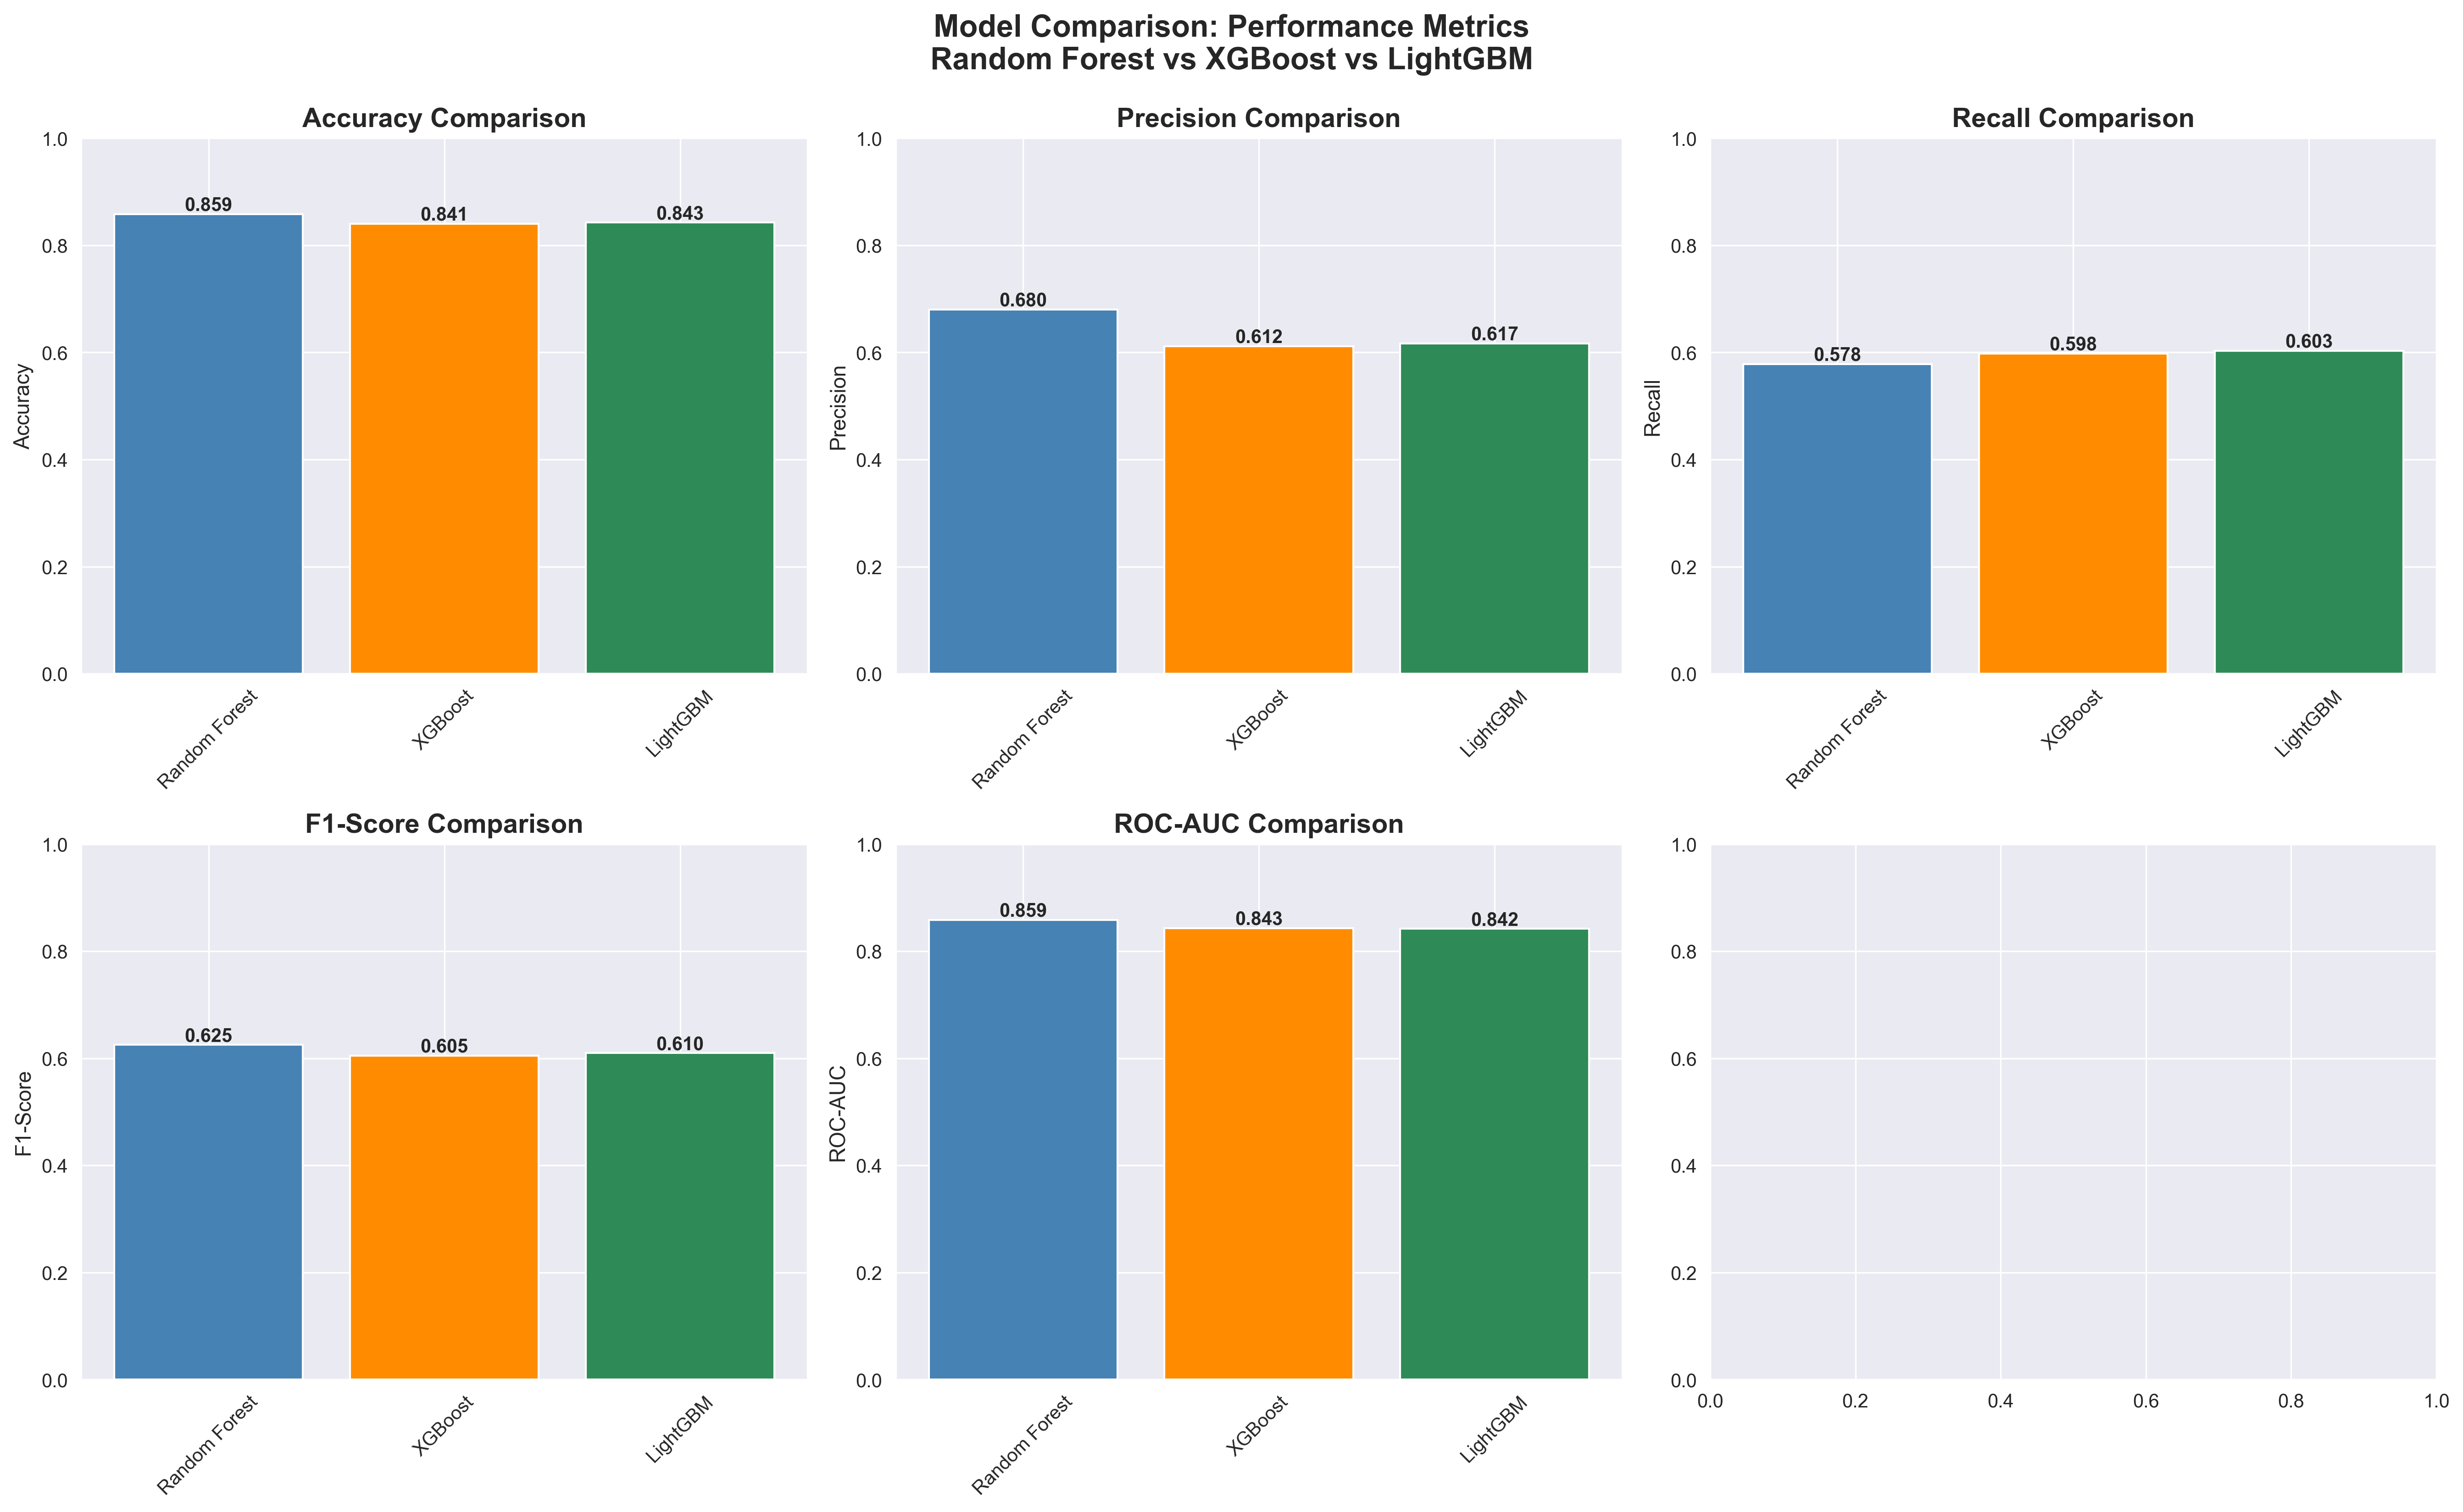 Model Comparison: Performance Metrics
Random Forest vs XGBoost vs LightGBM
Accuracy Comparison
1.0
0.8
0.6
0.4
0.2
0.0
Accuracy
0.859
0.841
0.843
Random Forest
XGBoost
LightGBM
Precision Comparison
1.0
0.8
0.6
0.4
0.2
0.0
Precision
0.680
0.612
0.617
Random Forest
XGBoost
LightGBM
Recall Comparison
1.0
0.8
0.6
0.4
0.2
0.0
Recall
0.578
0.598
0.603
Random Forest
XGBoost
LightGBM
F1-Score Comparison
1.0
0.8
0.6
0.4
0.2
0.0
F1-Score
0.625
0.605
0.610
Random Forest
XGBoost
LightGBM
ROC-AUC Comparison
1.0
0.8
0.6
0.4
0.2
0.0
ROC-AUC
0.859
0.843
0.842
Random Forest
XGBoost
LightGBM
1.0
0.8
0.6
0.4
0.2
0.0
0.0 0.2 0.4 0.6 0.8 1.0